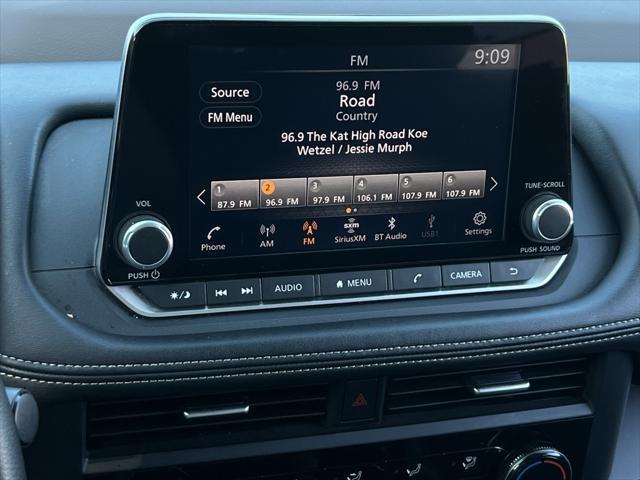 FM 9:09
Source 96.9 FM
Road
FM Menu Country
96.9 The Kat High Road Koe
Wetzel / Jessie Murph
1 2 3 4 5 6
87.9 FM 96.9 FM 97.9 FM 106.1 FM 107.9 FM 107.9 FM
Phone AM FM sxm SiriusXM BT Audio USB1 Settings
VOL TUNE·SCROLL
PUSH PUSH SOUND
AUDIO MENU CAMERA